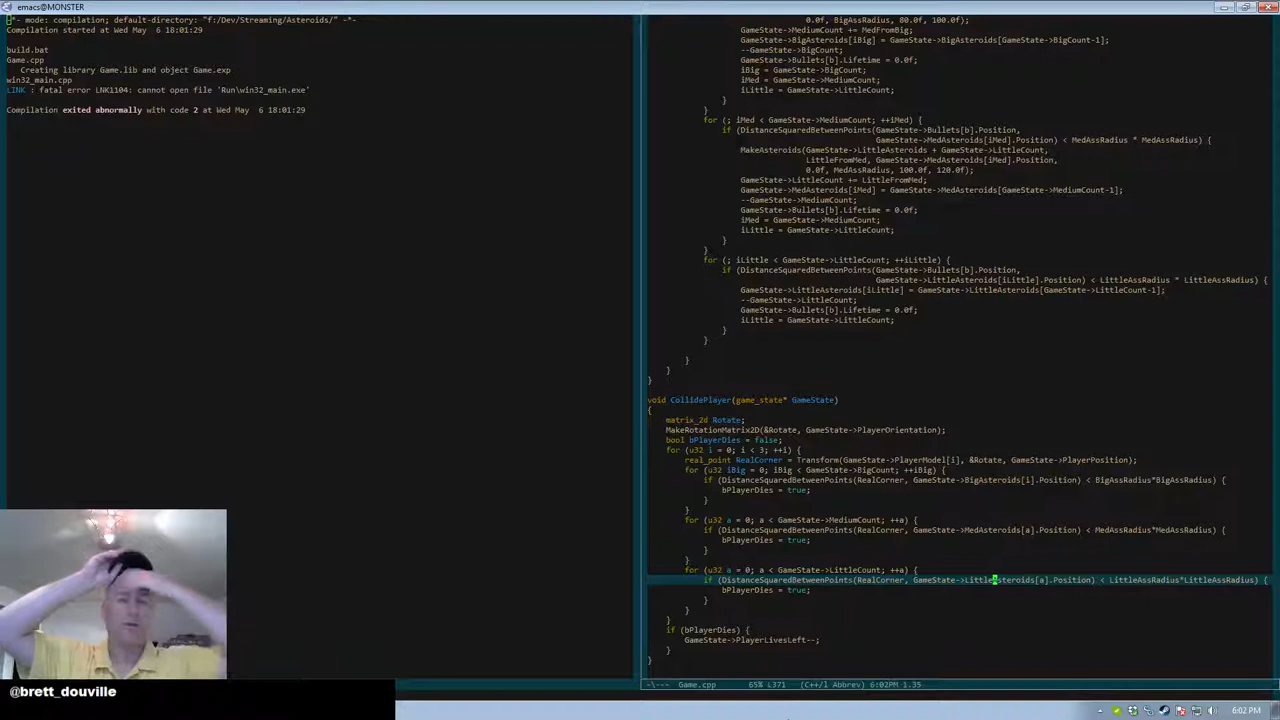 emacs@MONSTER
-*- mode: compilation; default-directory: "f:/Dev/Streaming/Asteroids/" -*-
Compilation started at Wed May  6 18:01:29
build.bat
Game.cpp
Creating library Game.lib and object Game.exp
win32_main.cpp
LINK : fatal error LNK1104: cannot open file 'Run\win32_main.exe'
Compilation exited abnormally with code 2 at Wed May  6 18:01:29
0.0f, BigAssRadius, 80.0f, 100.0f);
GameState->MediumCount += MedFromBig;
GameState->BigAsteroids[iBig] = GameState->BigAsteroids[GameState->BigCount-1];
--GameState->BigCount;
GameState->Bullets[b].Lifetime = 0.0f;
iBig = GameState->BigCount;
iMed = GameState->MediumCount;
iLittle = GameState->LittleCount;
}
}
for (; iMed < GameState->MediumCount; ++iMed) {
if (DistanceSquaredBetweenPoints(GameState->Bullets[b].Position,
GameState->MedAsteroids[iMed].Position) < MedAssRadius * MedAssRadius) {
MakeAsteroids(GameState->LittleAsteroids + GameState->LittleCount,
LittleFromMed, GameState->MedAsteroids[iMed].Position,
0.0f, MedAssRadius, 100.0f, 120.0f);
GameState->LittleCount += LittleFromMed;
GameState->MedAsteroids[iMed] = GameState->MedAsteroids[GameState->MediumCount-1];
--GameState->MediumCount;
GameState->Bullets[b].Lifetime = 0.0f;
iMed = GameState->MediumCount;
iLittle = GameState->LittleCount;
}
}
for (; iLittle < GameState->LittleCount; ++iLittle) {
if (DistanceSquaredBetweenPoints(GameState->Bullets[b].Position,
GameState->LittleAsteroids[iLittle].Position) < LittleAssRadius * LittleAssRadius) {
GameState->LittleAsteroids[iLittle] = GameState->LittleAsteroids[GameState->LittleCount-1];
--GameState->LittleCount;
GameState->Bullets[b].Lifetime = 0.0f;
iLittle = GameState->LittleCount;
}
}
}
}
}
void CollidePlayer(game_state* GameState)
{
matrix_2d Rotate;
MakeRotationMatrix2D(&Rotate, GameState->PlayerOrientation);
bool bPlayerDies = false;
for (u32 i = 0; i < 3; ++i) {
real_point RealCorner = Transform(GameState->PlayerModel[i], &Rotate, GameState->PlayerPosition);
for (u32 iBig = 0; iBig < GameState->BigCount; ++iBig) {
if (DistanceSquaredBetweenPoints(RealCorner, GameState->BigAsteroids[i].Position) < BigAssRadius*BigAssRadius) {
bPlayerDies = true;
}
}
for (u32 a = 0; a < GameState->MediumCount; ++a) {
if (DistanceSquaredBetweenPoints(RealCorner, GameState->MedAsteroids[a].Position) < MedAssRadius*MedAssRadius) {
bPlayerDies = true;
}
}
for (u32 a = 0; a < GameState->LittleCount; ++a) {
if (DistanceSquaredBetweenPoints(RealCorner, GameState->LittleAsteroids[a].Position) < LittleAssRadius*LittleAssRadius) {
bPlayerDies = true;
}
}
}
if (bPlayerDies) {
GameState->PlayerLivesLeft--;
}
}
-\--- Game.cpp 65% L371 (C++/l Abbrev) 6:02PM 1.35
@brett_douville
6:02 PM